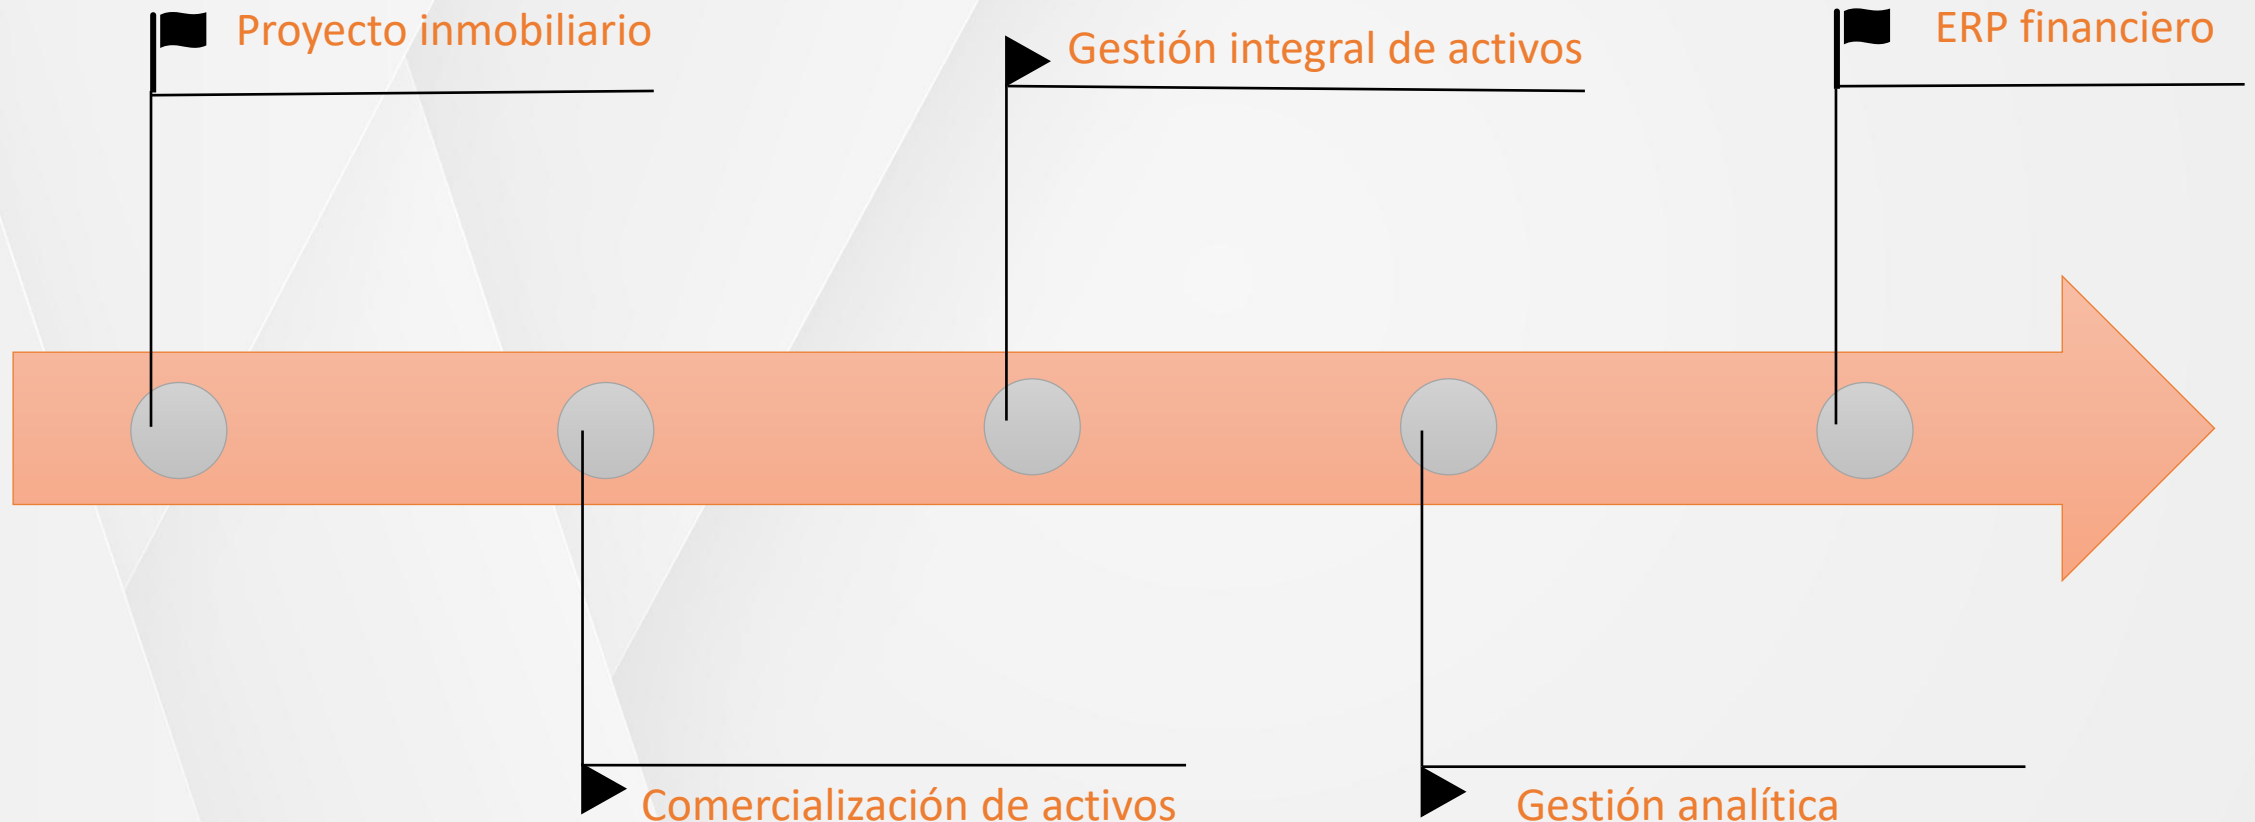 Proyecto inmobiliario
Gestión integral de activos
ERP financiero
Comercialización de activos
Gestión analítica